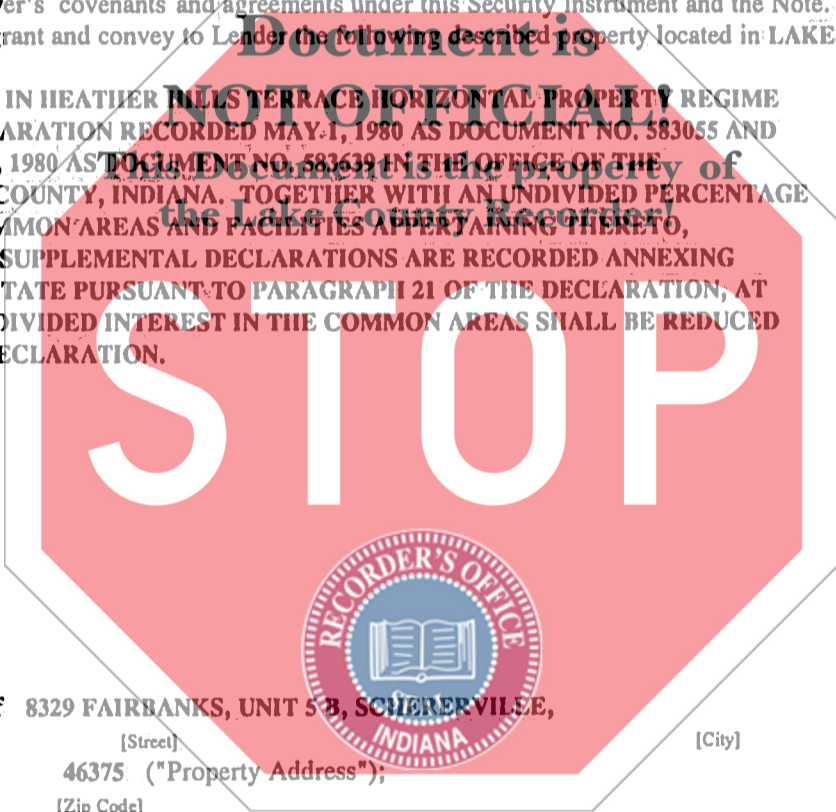 er's covenants and agreements under this Security Instrument and the Note.
Document is
rant and convey to Lender the following described property located in LAKE
IN HEATHER HILLS TERRACE HORIZONTAL PROPERTY REGIME
NOT OFFICIAL!
ARATION RECORDED MAY 1, 1980 AS DOCUMENT NO. 583055 AND
1980 AS DOCUMENT NO. 583639 IN THE OFFICE OF THE
This Document is the property of
COUNTY, INDIANA. TOGETHER WITH AN UNDIVIDED PERCENTAGE
the Lake County Recorder!
MMON AREAS AND FACILITIES APPERTAINING THERETO,
SUPPLEMENTAL DECLARATIONS ARE RECORDED ANNEXING
TATE PURSUANT TO PARAGRAPH 21 OF THE DECLARATION, AT
DIVIDED INTEREST IN THE COMMON AREAS SHALL BE REDUCED
ECLARATION.
STOP
RECORDER'S OFFICE
SEAL
INDIANA
f 8329 FAIRBANKS, UNIT 5 B, SCHERERVILLE,
[Street] [City]
46375 ("Property Address");
[Zip Code]